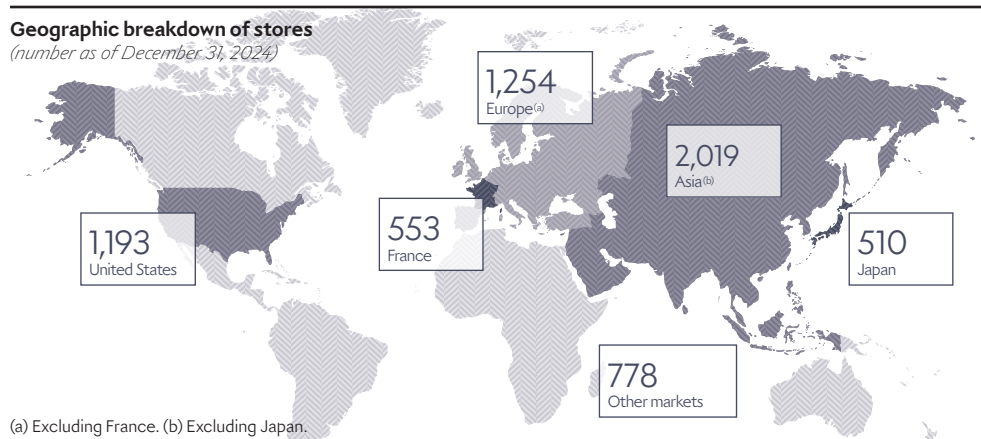 Geographic breakdown of stores
(number as of December 31, 2024)
1,254
Europe(a)
2,019
Asia(b)
1,193
United States
553
France
510
Japan
778
Other markets
(a) Excluding France. (b) Excluding Japan.